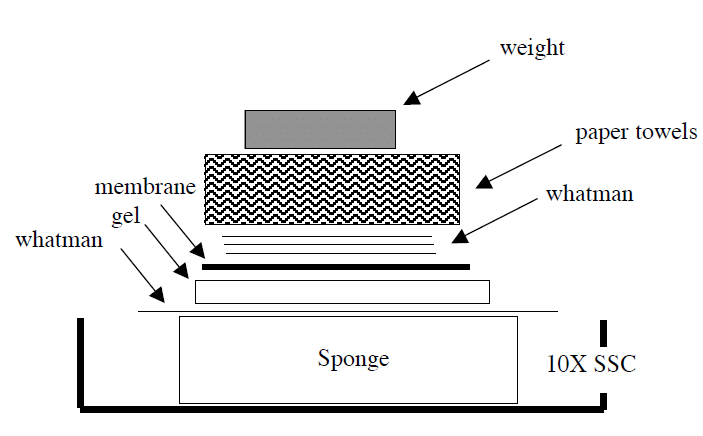 weight
paper towels
membrane
whatman
gel
whatman
Sponge
10X SSC